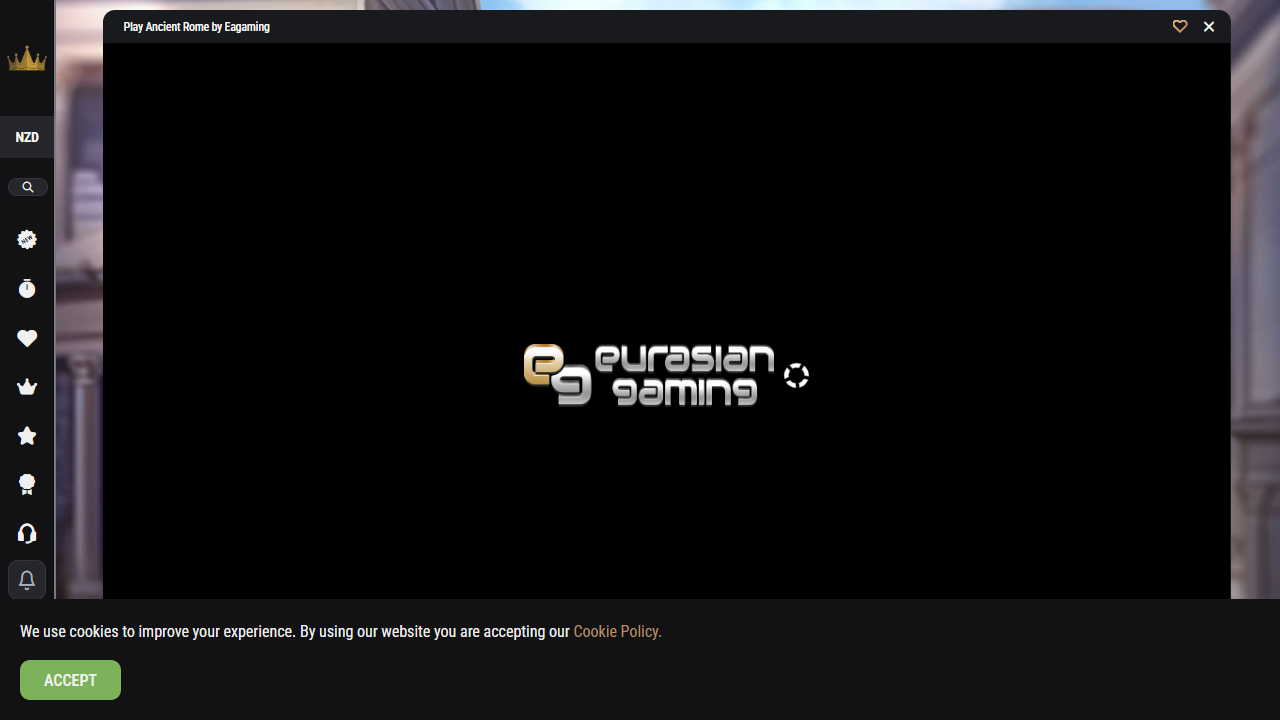 Play Ancient Rome by Eagaming
NZD
NEW
eurasian
gaming
We use cookies to improve your experience. By using our website you are accepting our Cookie Policy.
ACCEPT